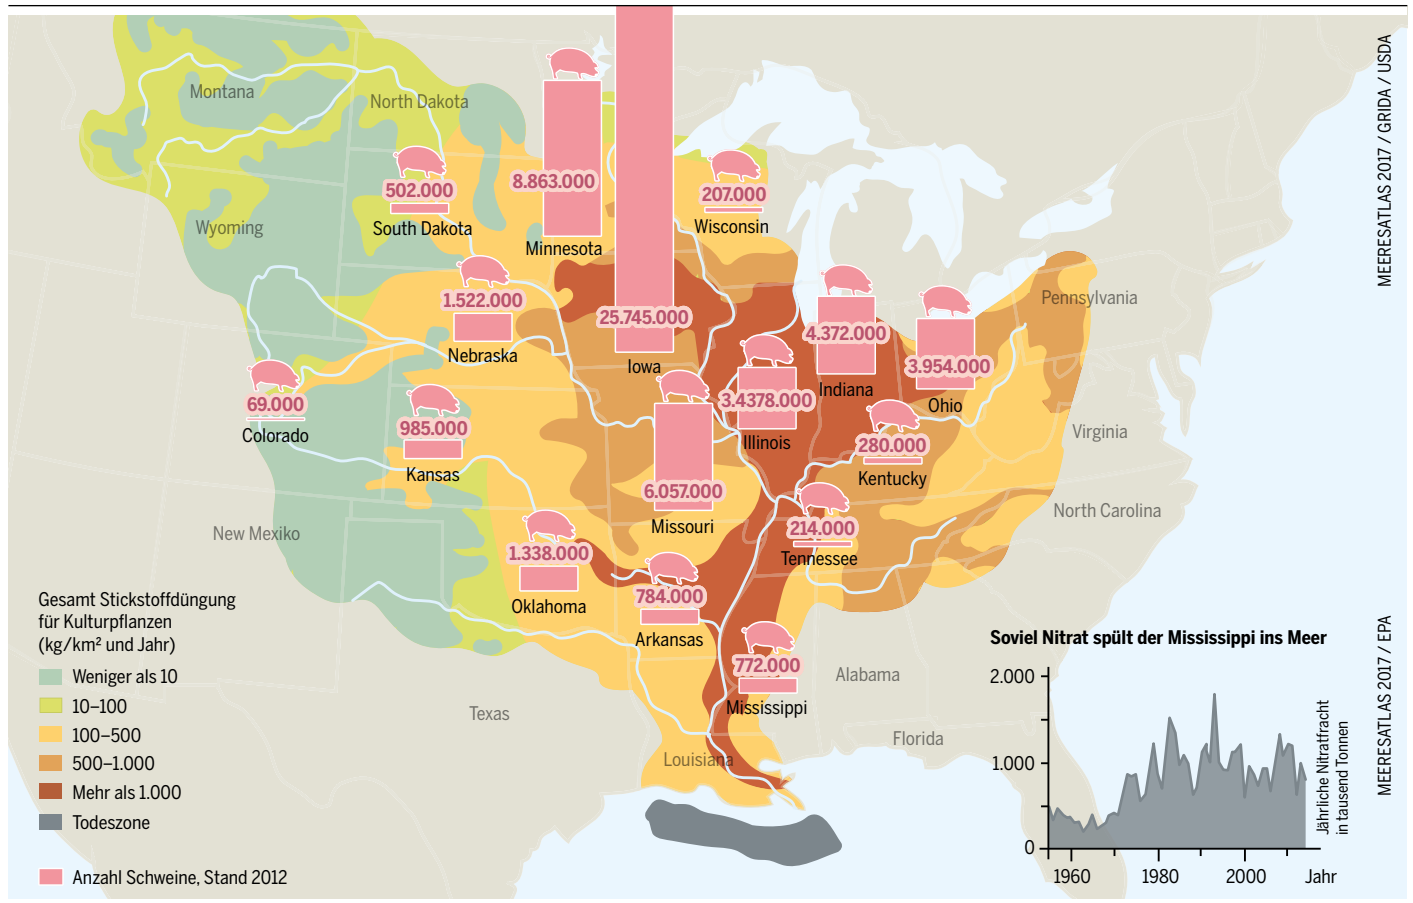 Montana
North Dakota
Wyoming
502.000
South Dakota
8.863.000
Minnesota
207.000
Wisconsin
1.522.000
Nebraska
25.745.000
Iowa
4.372.000
Indiana
3.954.000
Ohio
Pennsylvania
69.000
Colorado
985.000
Kansas
3.4378.000
Illinois
280.000
Kentucky
Virginia
6.057.000
Missouri
214.000
Tennessee
North Carolina
New Mexiko
1.338.000
Oklahoma
784.000
Arkansas
772.000
Mississippi
Alabama
Texas
Florida
Louisiana
Gesamt Stickstoffdüngung
für Kulturpflanzen
(kg/km² und Jahr)
Weniger als 10
10–100
100–500
500–1.000
Mehr als 1.000
Todeszone
Anzahl Schweine, Stand 2012
Soviel Nitrat spült der Mississippi ins Meer
2.000
1.000
0
1960
1980
2000
Jahr
Jährliche Nitratfracht
in tausend Tonnen
MEERESATLAS 2017 / GRIDA / USDA
MEERESATLAS 2017 / EPA